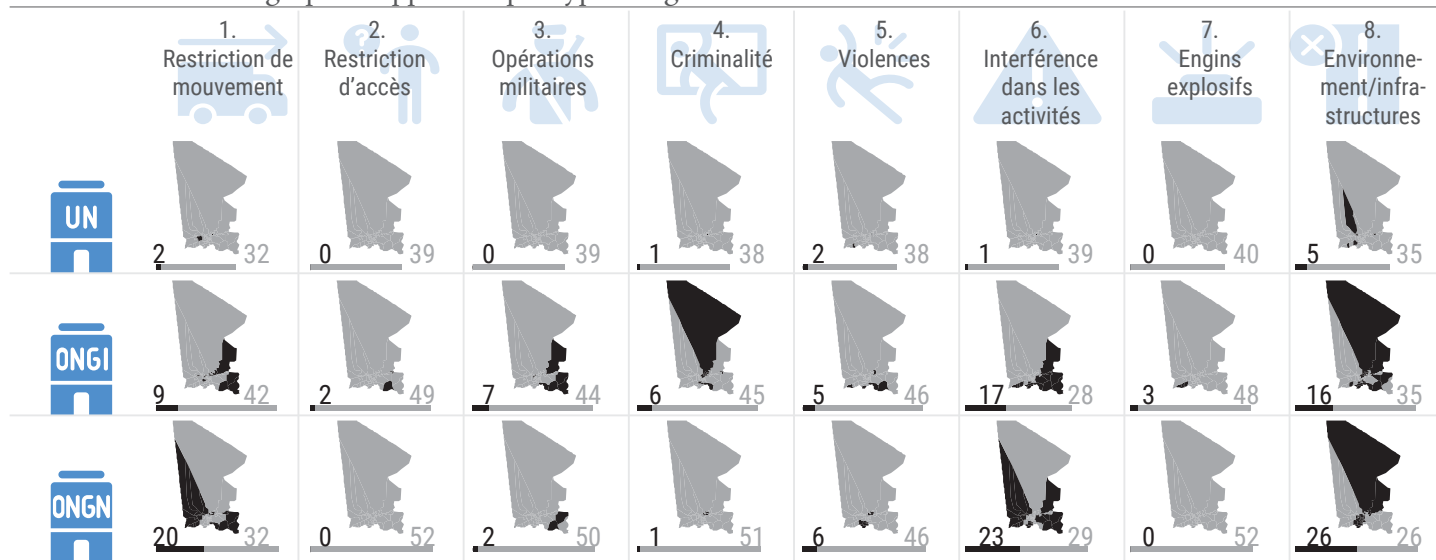 1.
Restriction de
mouvement
2.
Restriction
d'accès
3.
Opérations
militaires
4.
Criminalité
5.
Violences
6.
Interférence
dans les
activités
7.
Engins
explosifs
8.
Environne-
ment/infra-
structures
?
UN
2 32
0 39
0 39
1 38
2 38
1 39
0 40
5 35
ONGI
9 42
2 49
7 44
6 45
5 46
17 28
3 48
16 35
ONGN
20 32
0 52
2 50
1 51
6 46
23 29
0 52
26 26